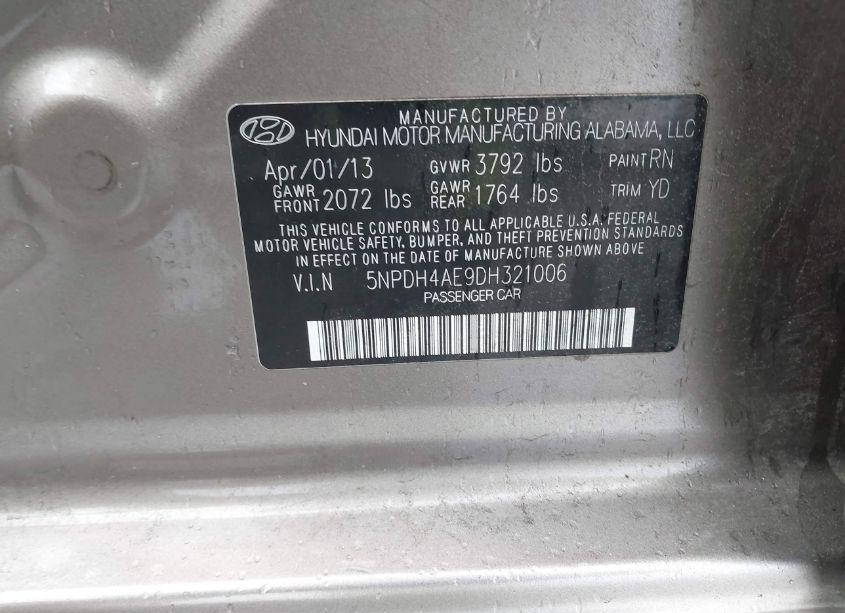 MANUFACTURED BY
HYUNDAI MOTOR MANUFACTURING ALABAMA, LLC
Apr/01/13 GVWR 3792 lbs PAINT RN
GAWR FRONT 2072 lbs GAWR REAR 1764 lbs TRIM YD
THIS VEHICLE CONFORMS TO ALL APPLICABLE U.S.A. FEDERAL
MOTOR VEHICLE SAFETY, BUMPER, AND THEFT PREVENTION STANDARDS
IN EFFECT ON THE DATE OF MANUFACTURE SHOWN ABOVE
V.I.N 5NPDH4AE9DH321006
PASSENGER CAR